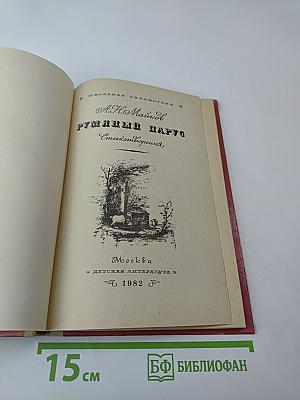 ШКОЛЬНАЯ БИБЛИОТЕКА
А.Н.Майков
РУМЯНЫЙ ПАРУС
Стихотворения
Москва
«ДЕТСКАЯ ЛИТЕРАТУРА»
1982
15 см
БФ БИБЛИОФАН